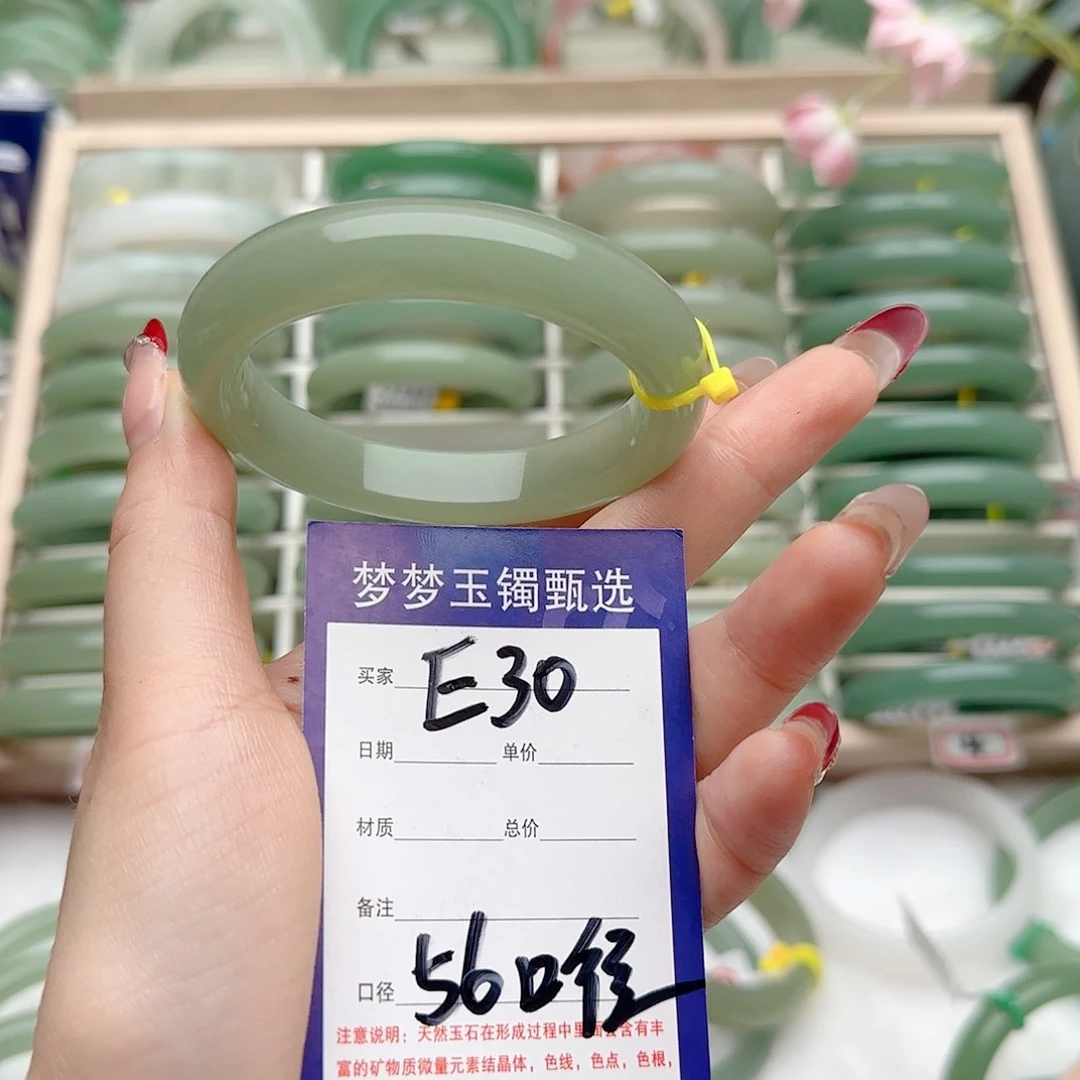 梦梦玉镯甄选
买家 E30
日期 单价
材质 总价
备注
口径 56口径
注意说明：天然玉石在形成过程中里面会含有丰
富的矿物质微量元素结晶体，色线，色点，色根，